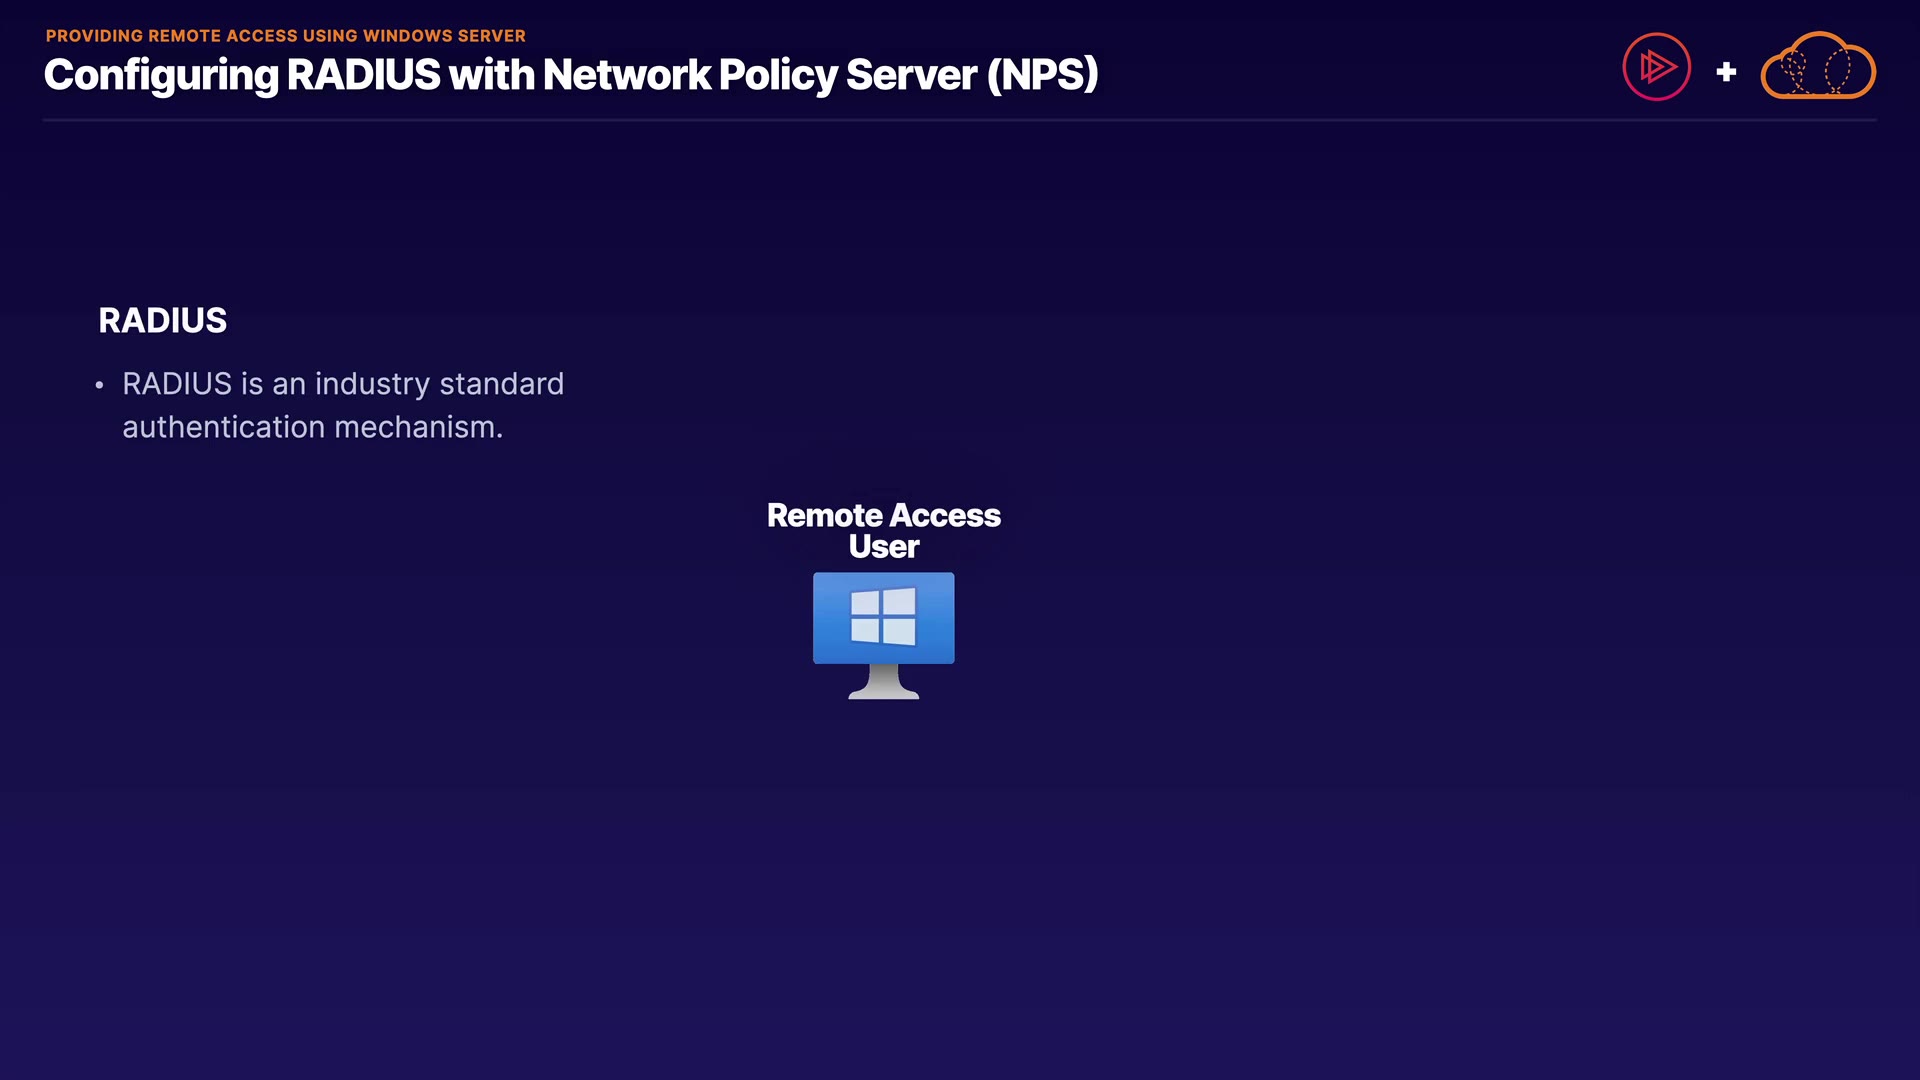 PROVIDING REMOTE ACCESS USING WINDOWS SERVER
Configuring RADIUS with Network Policy Server (NPS)
+
RADIUS
• RADIUS is an industry standard
authentication mechanism.
Remote Access
User